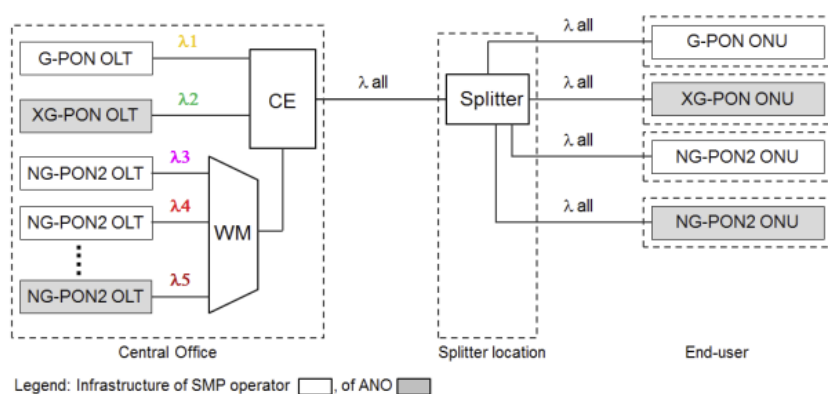 G-PON OLT
λ1
XG-PON OLT
λ2
CE
NG-PON2 OLT
λ3
NG-PON2 OLT
λ4
WM
NG-PON2 OLT
λ5
λ all
Splitter
λ all
G-PON ONU
λ all
XG-PON ONU
λ all
NG-PON2 ONU
λ all
NG-PON2 ONU
Central Office
Splitter location
End-user
Legend: Infrastructure of SMP operator , of ANO